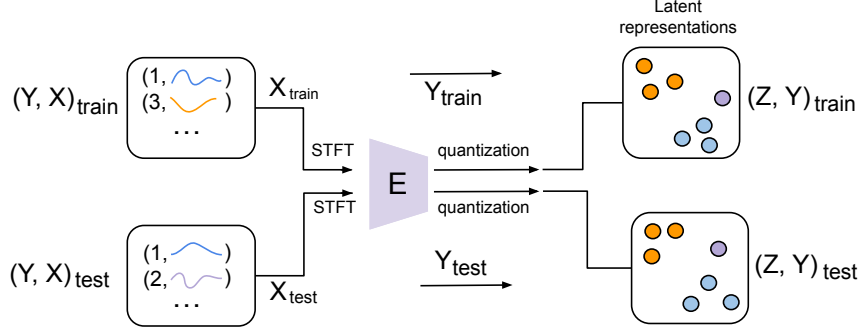 Latent
representations
(Y, X)train
(1, )
(3, )
...
Xtrain
Ytrain
(Z, Y)train
STFT
quantization
E
STFT
quantization
(Y, X)test
(1, )
(2, )
...
Xtest
Ytest
(Z, Y)test